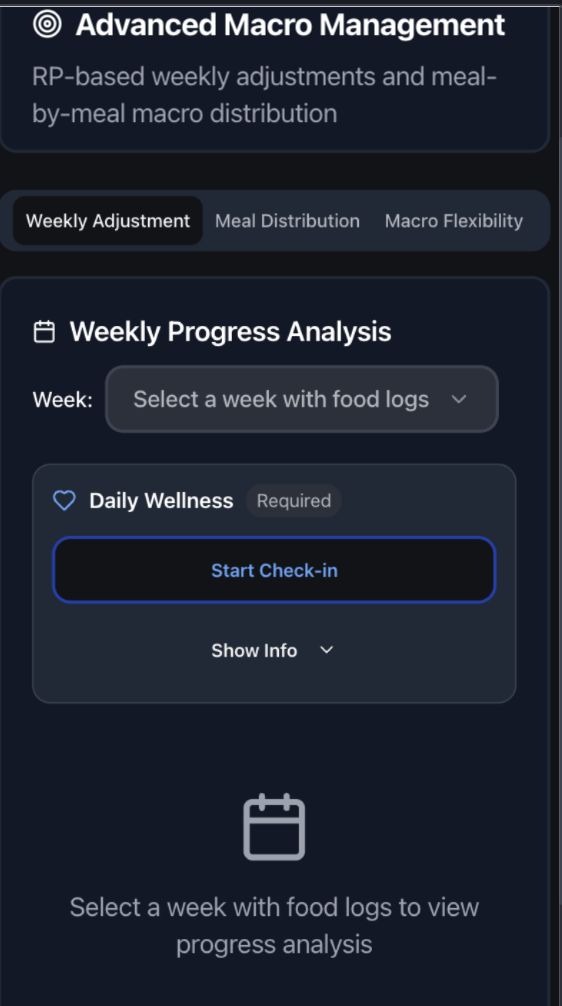 Advanced Macro Management
RP-based weekly adjustments and meal-
by-meal macro distribution
Weekly Adjustment Meal Distribution Macro Flexibility
Weekly Progress Analysis
Week: Select a week with food logs
Daily Wellness Required
Start Check-in
Show Info
Select a week with food logs to view
progress analysis